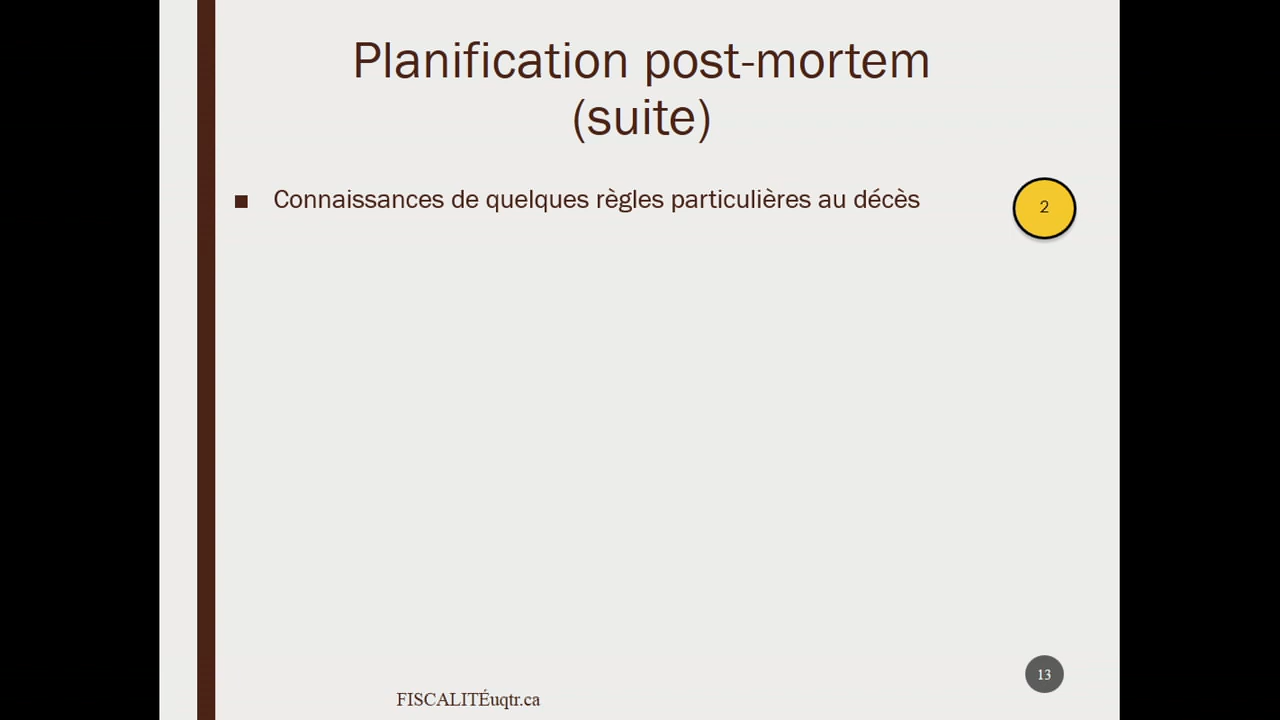 Planification post-mortem
(suite)
■ Connaissances de quelques règles particulières au décès
2
13
FISCALITÉuqtr.ca